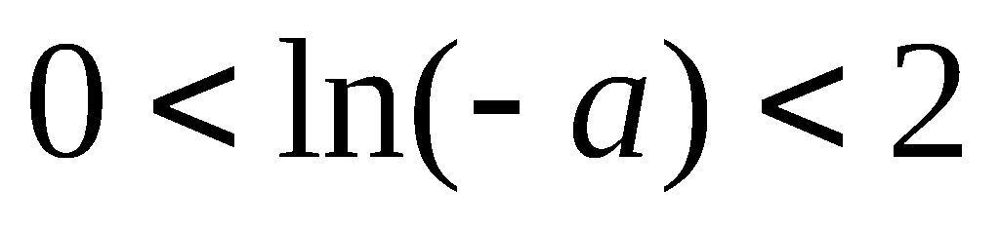 0 < ln(- a) < 2